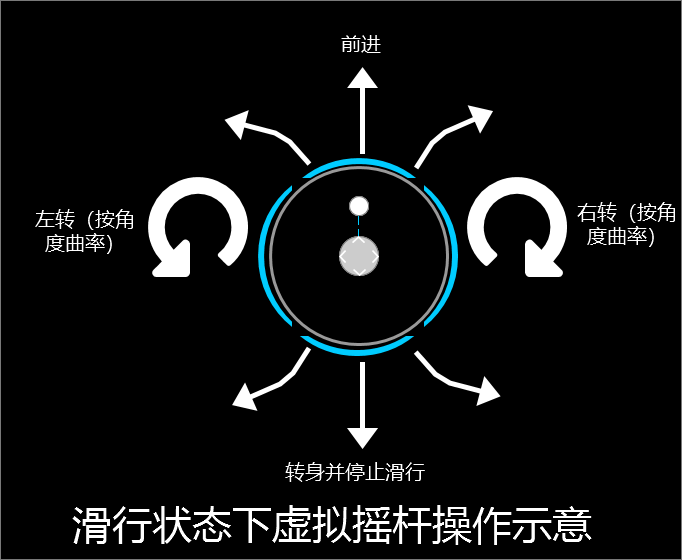 前进
左转（按角
度曲率）
右转（按角
度曲率）
转身并停止滑行
滑行状态下虚拟摇杆操作示意